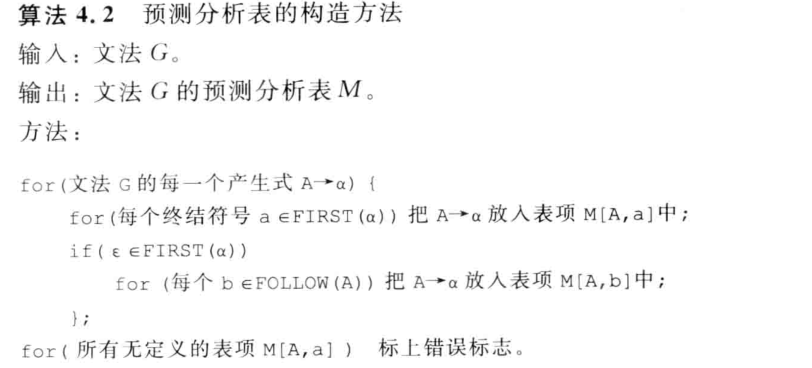 算法 4.2 预测分析表的构造方法
输入：文法 G。
输出：文法 G 的预测分析表 M。
方法：
for(文法 G 的每一个产生式 A→α) {
for(每个终结符号 a∈FIRST(α)) 把 A→α 放入表项 M[A,a]中;
if(ε∈FIRST(α))
for (每个 b∈FOLLOW(A)) 把 A→α 放入表项 M[A,b]中;
};
for(所有无定义的表项 M[A,a]) 标上错误标志。